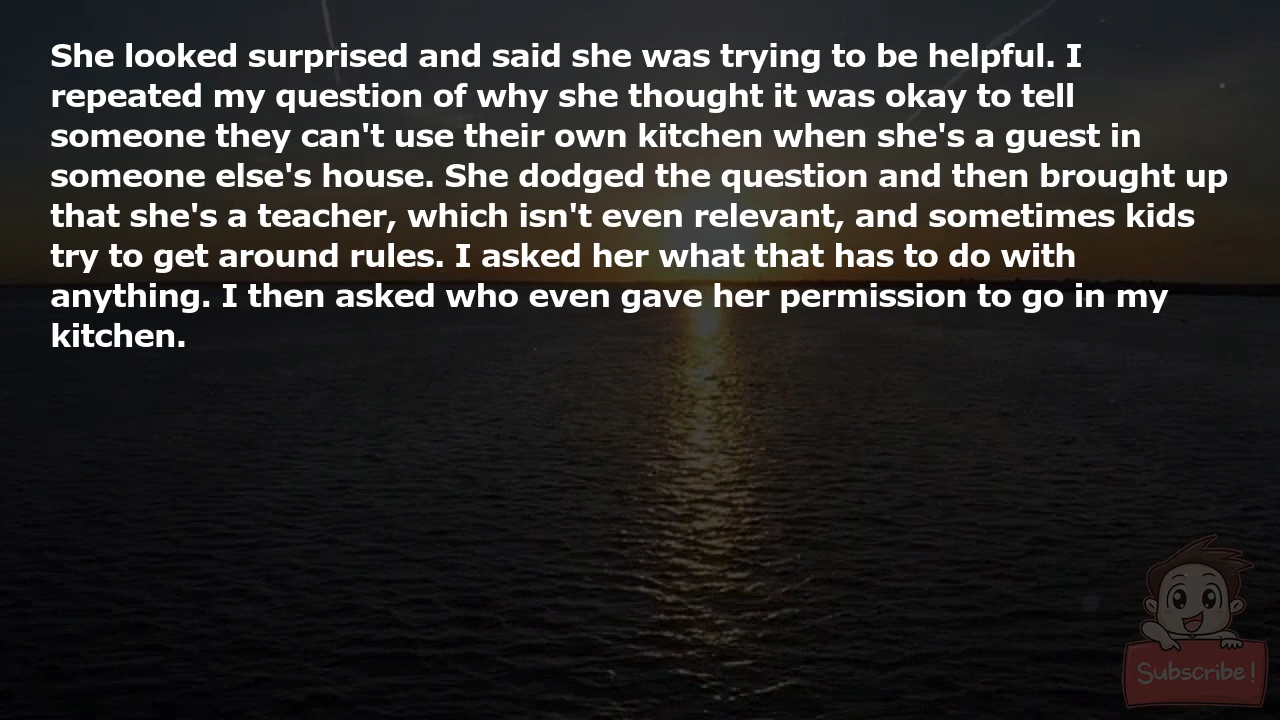 She looked surprised and said she was trying to be helpful. I
repeated my question of why she thought it was okay to tell
someone they can't use their own kitchen when she's a guest in
someone else's house. She dodged the question and then brought up
that she's a teacher, which isn't even relevant, and sometimes kids
try to get around rules. I asked her what that has to do with
anything. I then asked who even gave her permission to go in my
kitchen.
Subscribe!